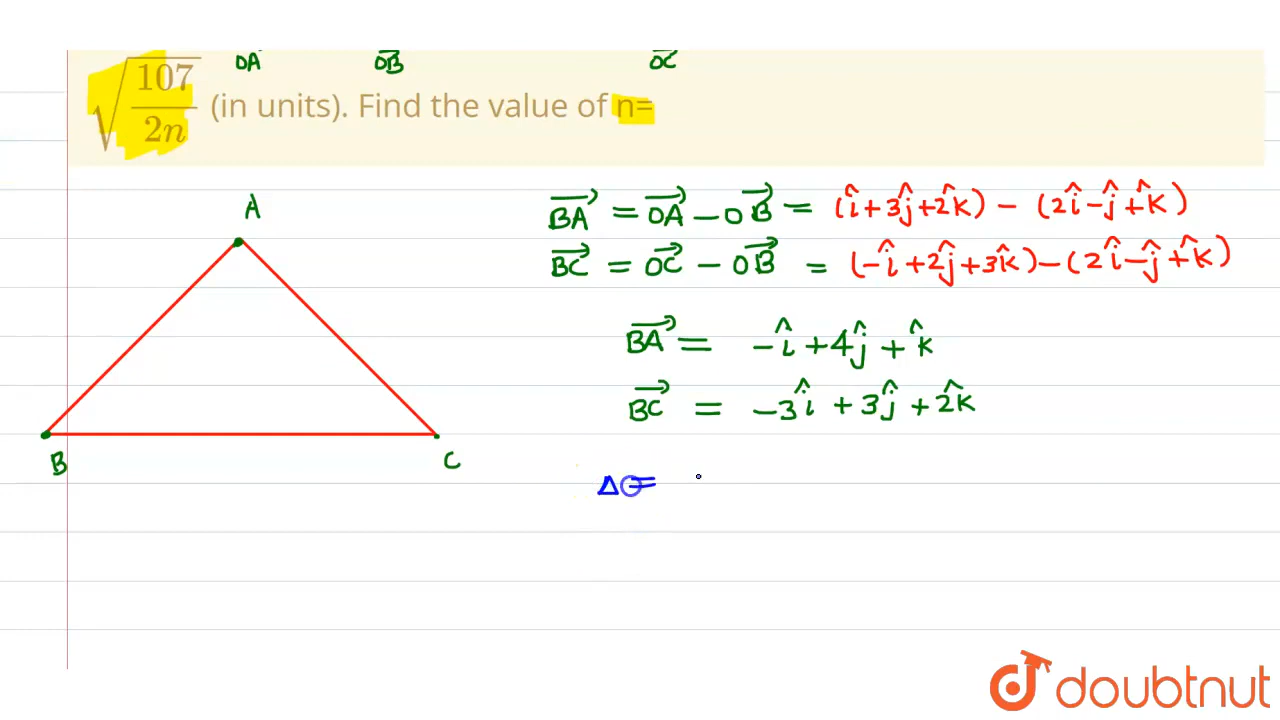 OA OB OC
√(107/2n) (in units). Find the value of n=
A
BA = OA − OB = (î + 3ĵ + 2k̂) − (2î − ĵ + k̂)
BC = OC − OB = (−î + 2ĵ + 3k̂) − (2î − ĵ + k̂)
BA = −î + 4ĵ + k̂
BC = −3î + 3ĵ + 2k̂
B C
Δ =
doubtnut